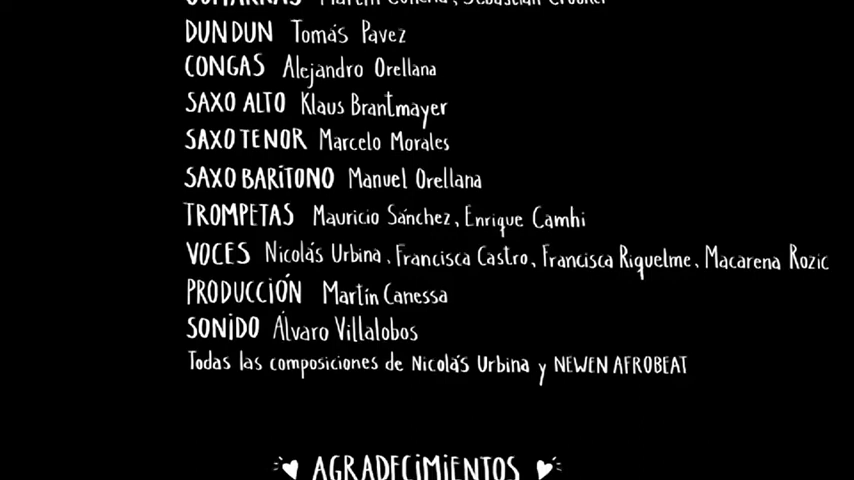 DUNDUN Tomás Pavez
CONGAS Alejandro Orellana
SAXO ALTO Klaus Brantmayer
SAXO TENOR Marcelo Morales
SAXO BARÍTONO Manuel Orellana
TROMPETAS Mauricio Sánchez, Enrique Camhi
VOCES Nicolás Urbina, Francisca Castro, Francisca Riquelme, Macarena Rozic
PRODUCCIÓN Martín Canessa
SONIDO Álvaro Villalobos
Todas las composiciones de Nicolás Urbina y NEWEN AFROBEAT
AGRADECIMIENTOS